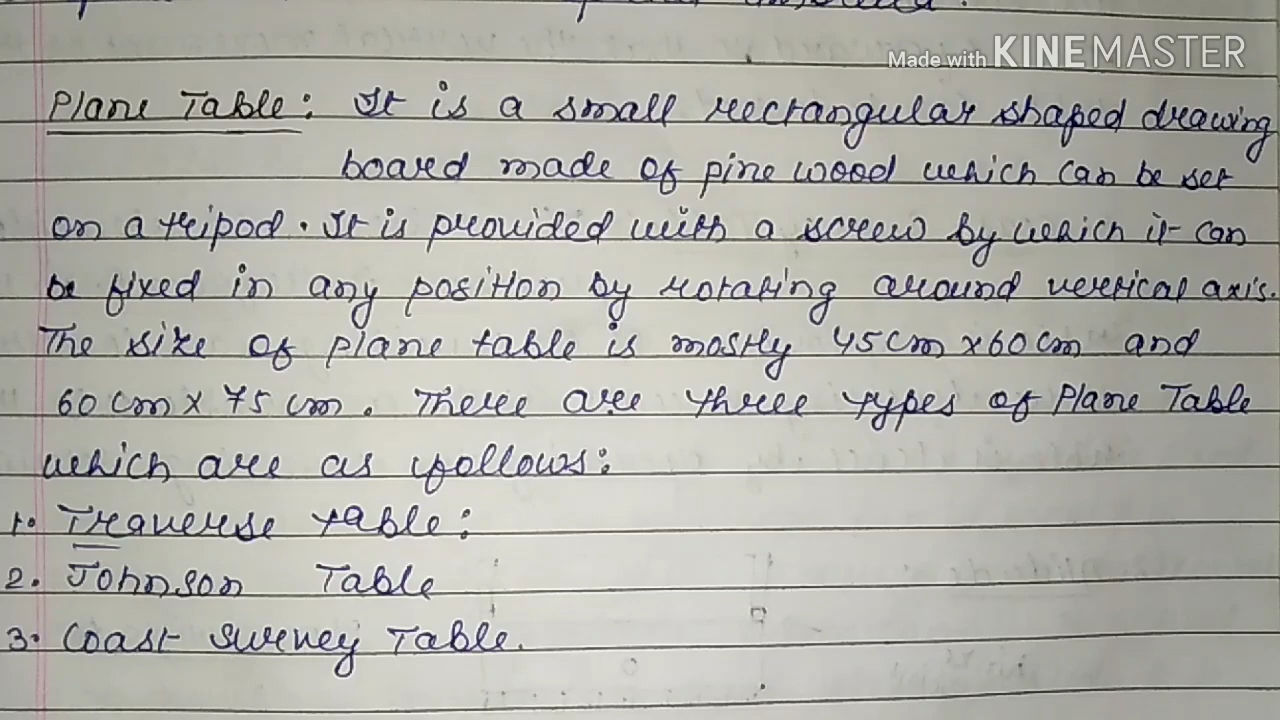 Made with KINEMASTER
Plane Table: It is a small rectangular shaped drawing
board made of pine wood which can be set
on a tripod. It is provided with a screw by which it can
be fixed in any position by rotating around vertical axis.
The size of plane table is mostly 45cm x 60cm and
60cm x 75cm. There are three types of Plane Table
which are as follows:
1. Traverse table:
2. Johnson Table
3. Coast Survey Table.